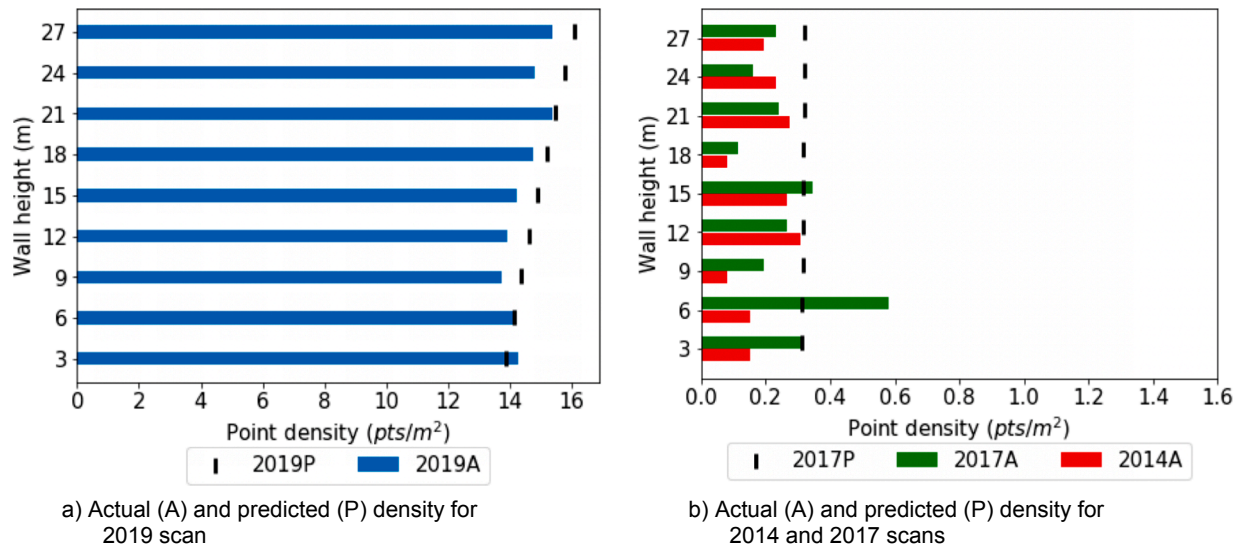 27
24
21
18
15
12
9
6
3
Wall height (m)
0 2 4 6 8 10 12 14 16
Point density (pts/m²)
2019P 2019A
a) Actual (A) and predicted (P) density for
2019 scan
27
24
21
18
15
12
9
6
3
Wall height (m)
0.0 0.2 0.4 0.6 0.8 1.0 1.2 1.4 1.6
Point density (pts/m²)
2017P 2017A 2014A
b) Actual (A) and predicted (P) density for
2014 and 2017 scans